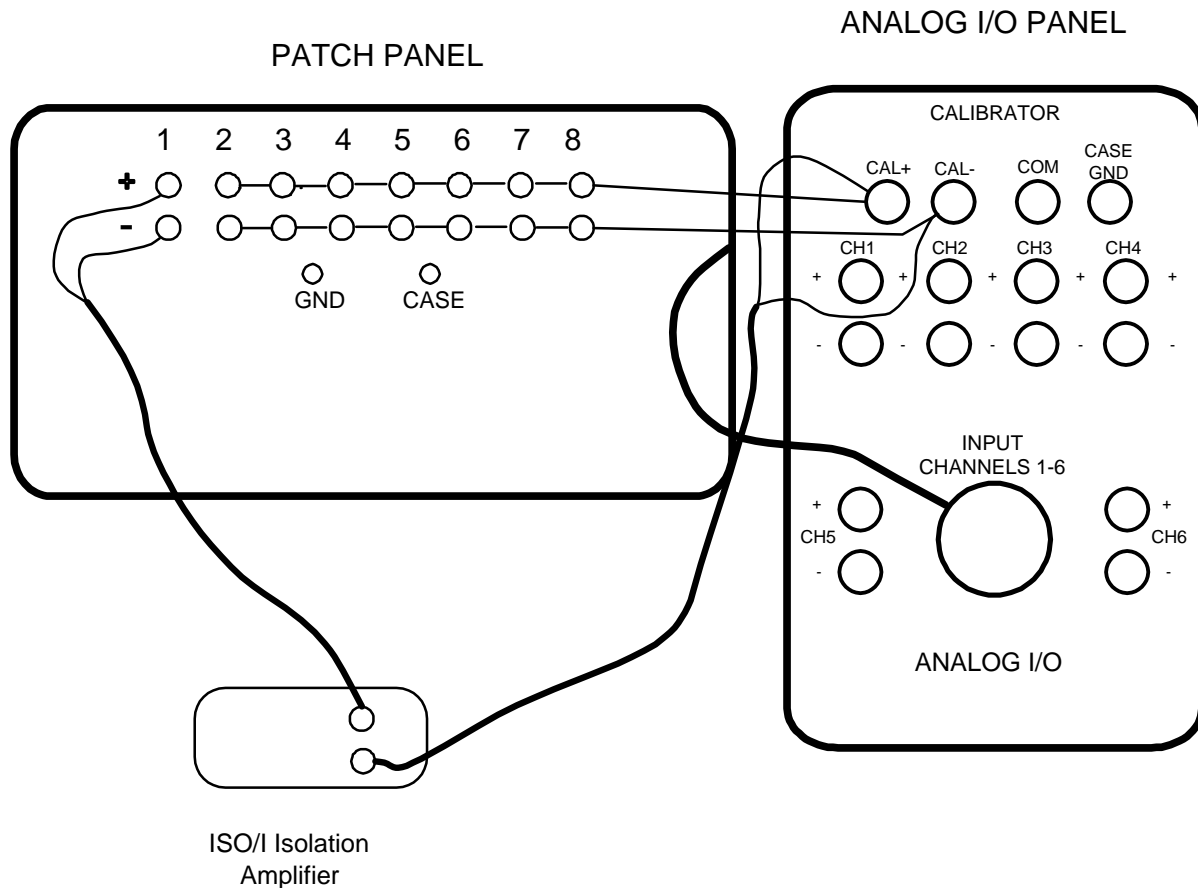 ANALOG I/O PANEL
PATCH PANEL
1 2 3 4 5 6 7 8
+
-
GND CASE
CALIBRATOR
CAL+ CAL- COM CASE
GND
CH1 CH2 CH3 CH4
+ + + + +
- - - - -
INPUT
CHANNELS 1-6
+ +
CH5 CH6
- -
ANALOG I/O
ISO/I Isolation
Amplifier